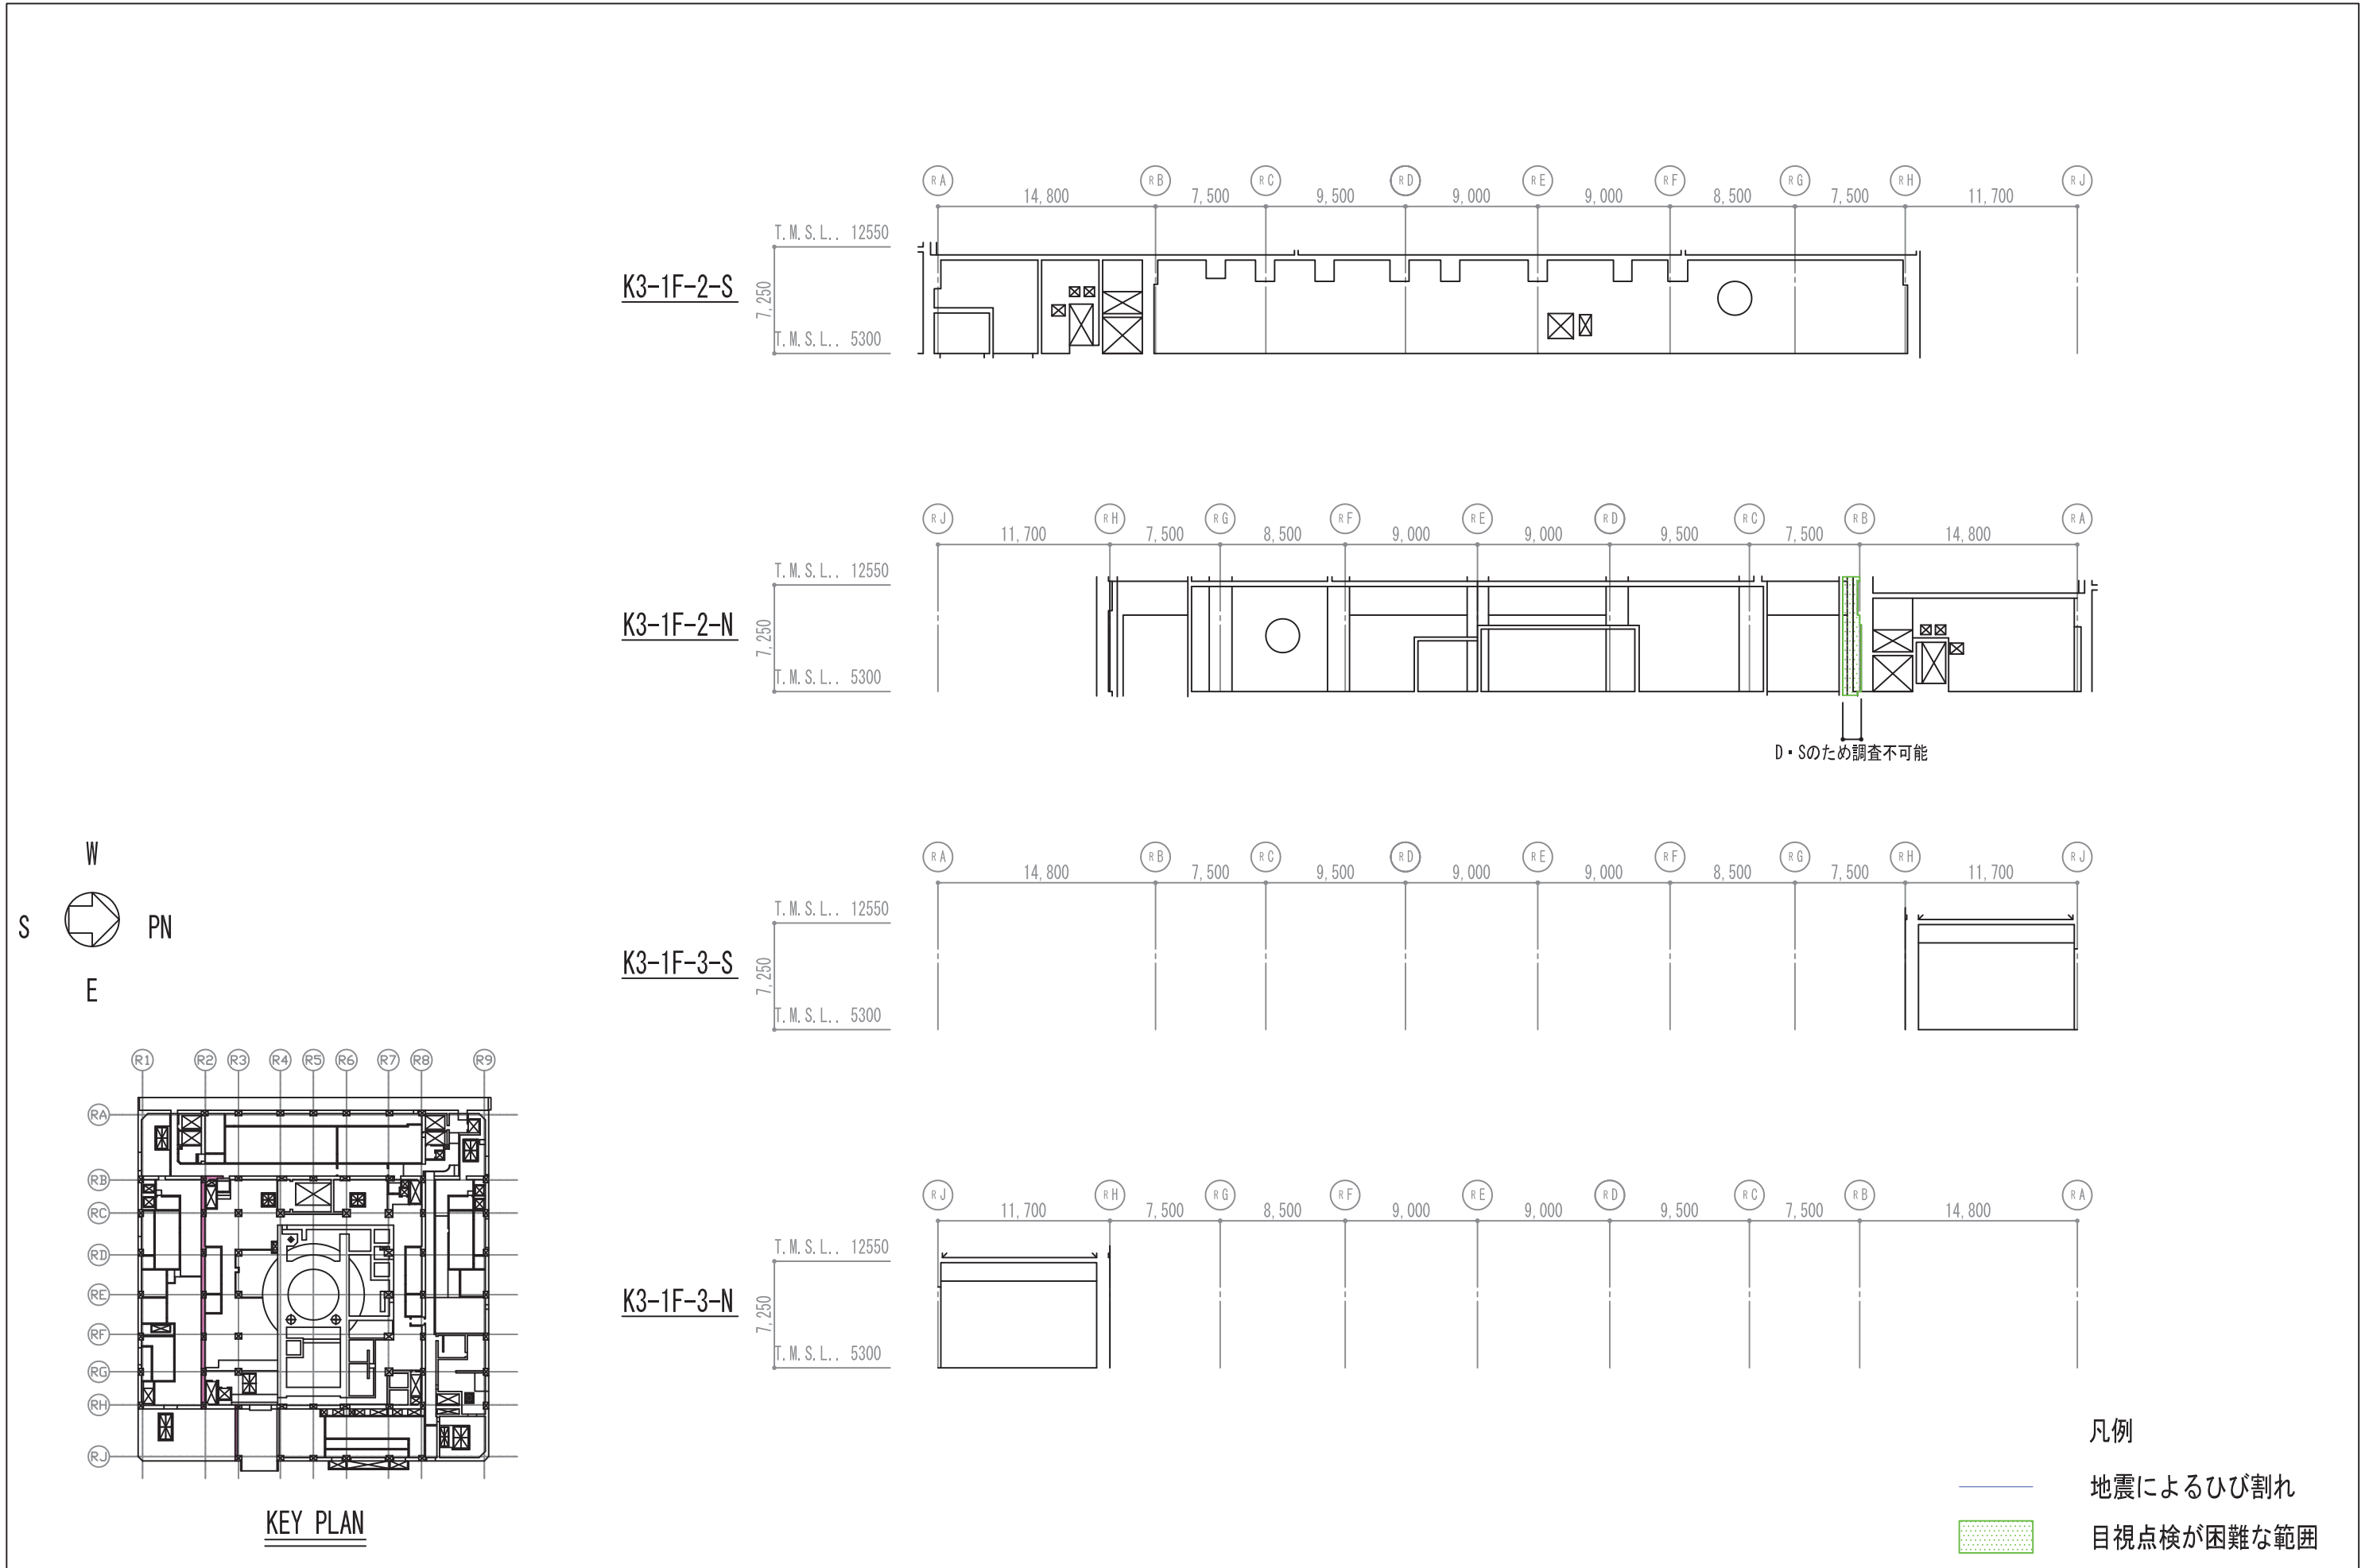 RA RB RC RD RE RF RG RH RJ
14,800 7,500 9,500 9,000 9,000 8,500 7,500 11,700
T.M.S.L.. 12550
K3-1F-2-S
7,250
T.M.S.L.. 5300
RJ RH RG RF RE RD RC RB RA
11,700 7,500 8,500 9,000 9,000 9,500 7,500 14,800
T.M.S.L.. 12550
K3-1F-2-N
7,250
T.M.S.L.. 5300
D・Sのため調査不可能
RA RB RC RD RE RF RG RH RJ
14,800 7,500 9,500 9,000 9,000 8,500 7,500 11,700
T.M.S.L.. 12550
K3-1F-3-S
7,250
T.M.S.L.. 5300
RJ RH RG RF RE RD RC RB RA
11,700 7,500 8,500 9,000 9,000 9,500 7,500 14,800
T.M.S.L.. 12550
K3-1F-3-N
7,250
T.M.S.L.. 5300
W
S PN
E
R1 R2 R3 R4 R5 R6 R7 R8 R9
RA
RB
RC
RD
RE
RF
RG
RH
RJ
KEY PLAN
凡例
地震によるひび割れ
目視点検が困難な範囲